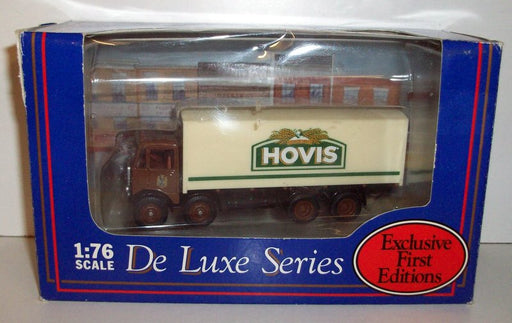 HOVIS
1:76
SCALE
De Luxe Series
Exclusive
First
Editions